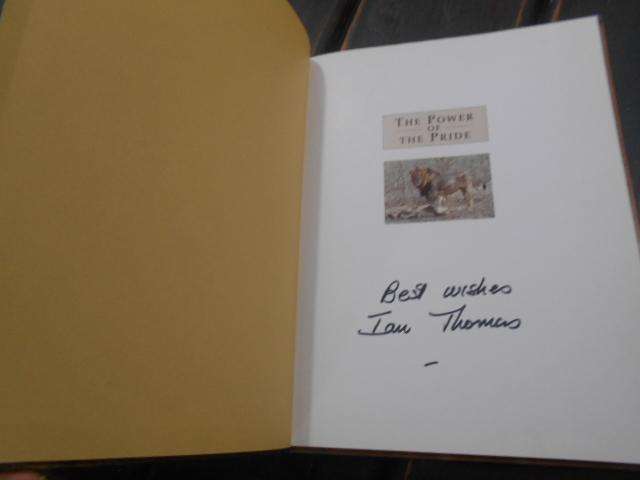 THE POWER
OF
THE PRIDE
Best wishes
Ian Thomas